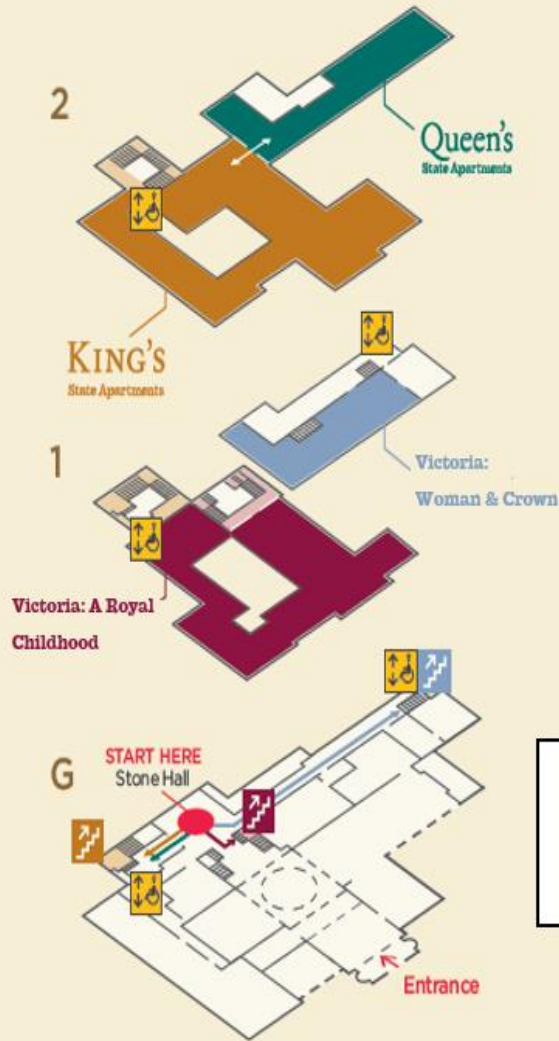 2
Queen's
State Apartments
KING'S
State Apartments
1
Victoria:
Woman & Crown
Victoria: A Royal
Childhood
G
START HERE
Stone Hall
Entrance